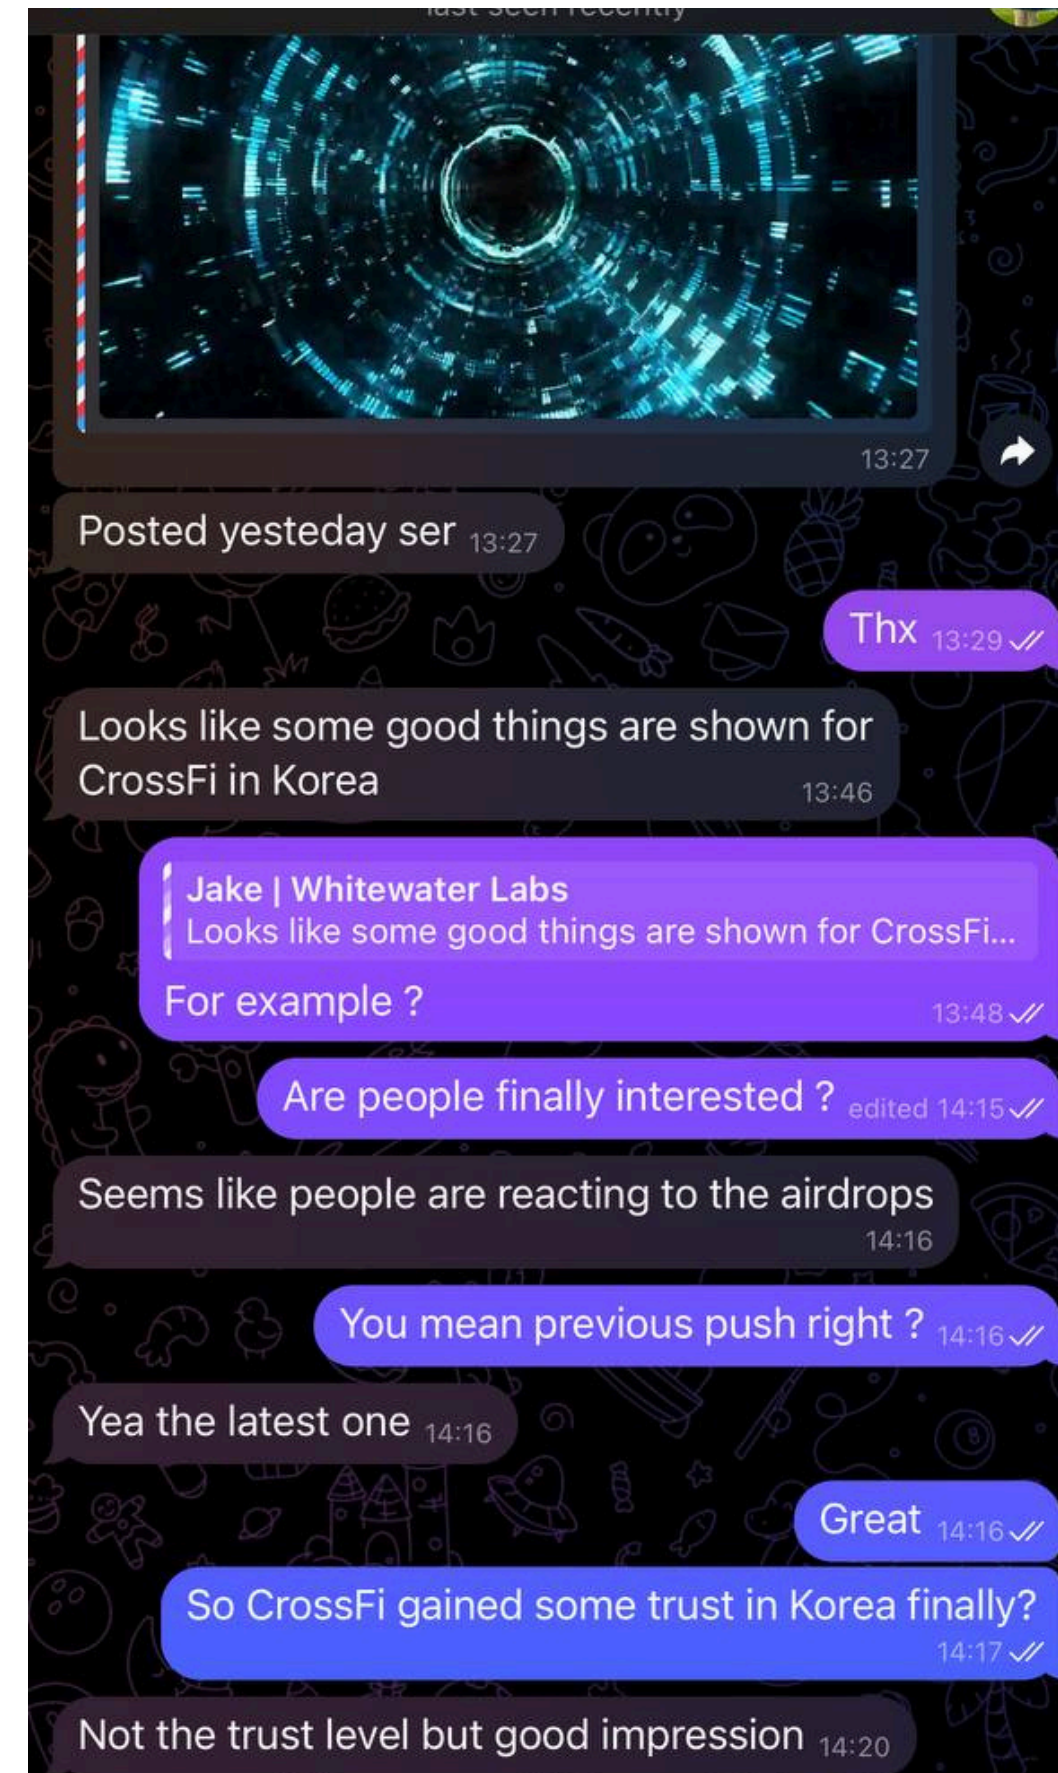 last seen recently
13:27
Posted yesteday ser 13:27
Thx 13:29
Looks like some good things are shown for
CrossFi in Korea 13:46
Jake | Whitewater Labs
Looks like some good things are shown for CrossFi...
For example ? 13:48
Are people finally interested ? edited 14:15
Seems like people are reacting to the airdrops
14:16
You mean previous push right ? 14:16
Yea the latest one 14:16
Great 14:16
So CrossFi gained some trust in Korea finally?
14:17
Not the trust level but good impression 14:20